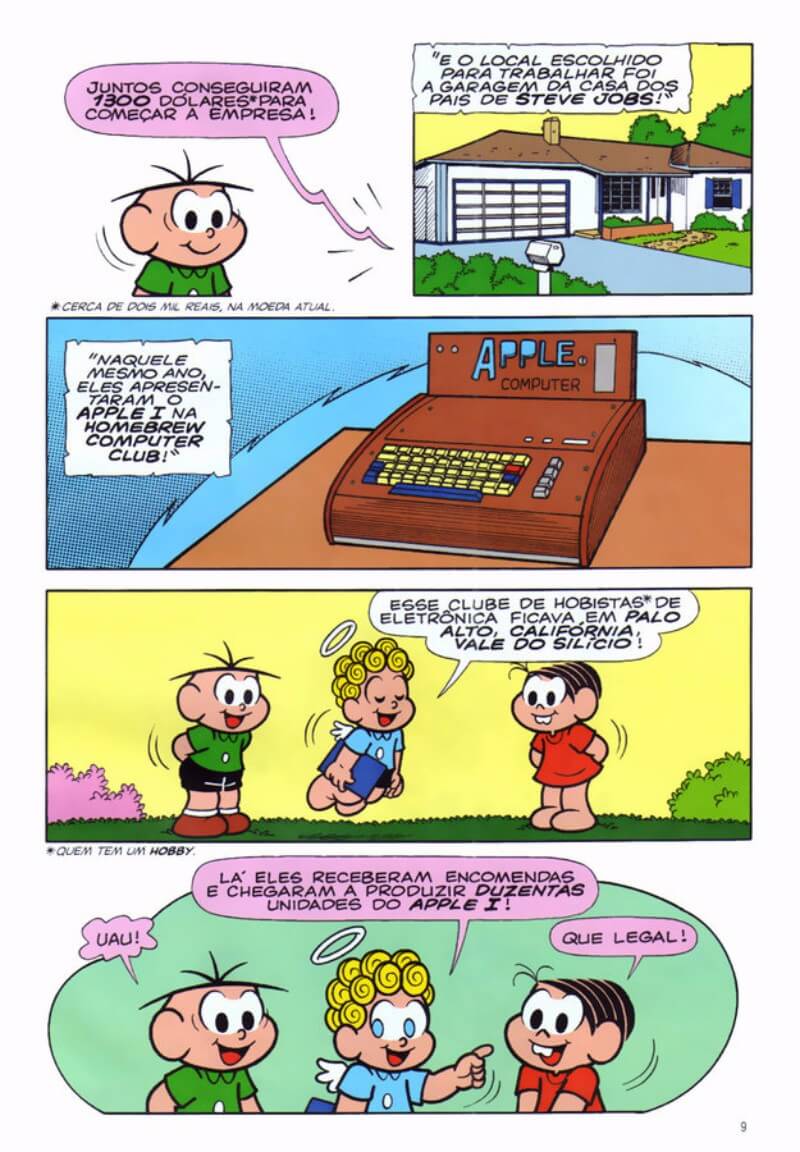 JUNTOS CONSEGUIRAM
1300 DÓLARES* PARA
COMEÇAR A EMPRESA!
"E O LOCAL ESCOLHIDO
PARA TRABALHAR FOI
A GARAGEM DA CASA DOS
PAIS DE STEVE JOBS!"
*CERCA DE DOIS MIL REAIS, NA MOEDA ATUAL.
"NAQUELE
MESMO ANO,
ELES APRESEN-
TARAM O
APPLE I NA
HOMEBREW
COMPUTER
CLUB!"
APPLE
COMPUTER
ESSE CLUBE DE HOBISTAS* DE
ELETRÔNICA FICAVA EM PALO
ALTO, CALIFÓRNIA,
VALE DO SILÍCIO!
*QUEM TEM UM HOBBY.
LÁ ELES RECEBERAM ENCOMENDAS
E CHEGARAM A PRODUZIR DUZENTAS
UNIDADES DO APPLE I!
UAU!
QUE LEGAL!
9